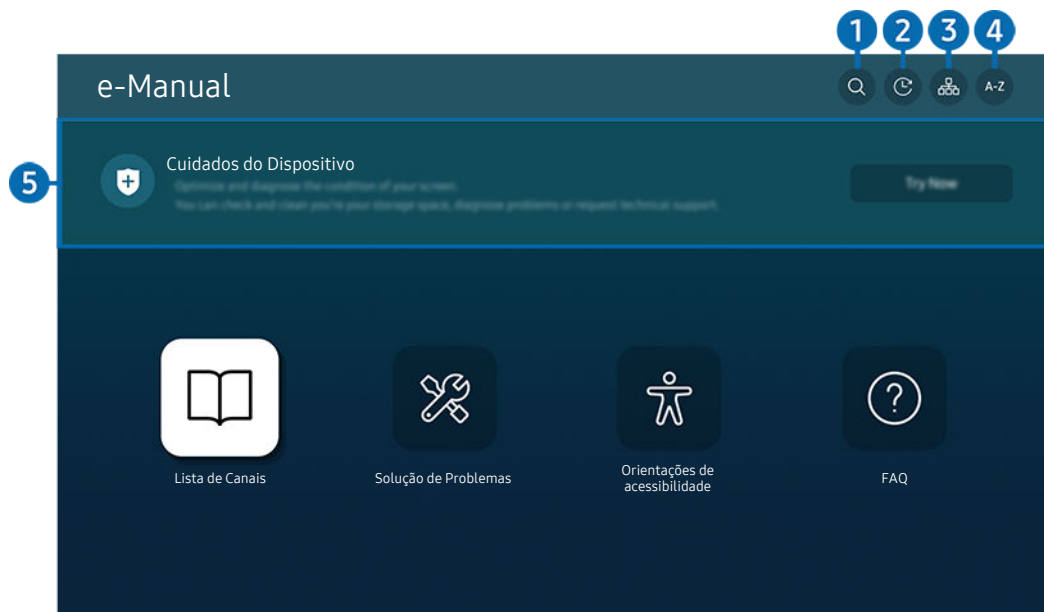 1 2 3 4
e-Manual
A-Z
5
Cuidados do Dispositivo
Optimize and diagnose the condition of your screen.
You can check and clean you're your storage space, diagnose problems or request technical support.
Try Now
Lista de Canais
Solução de Problemas
Orientações de
acessibilidade
FAQ